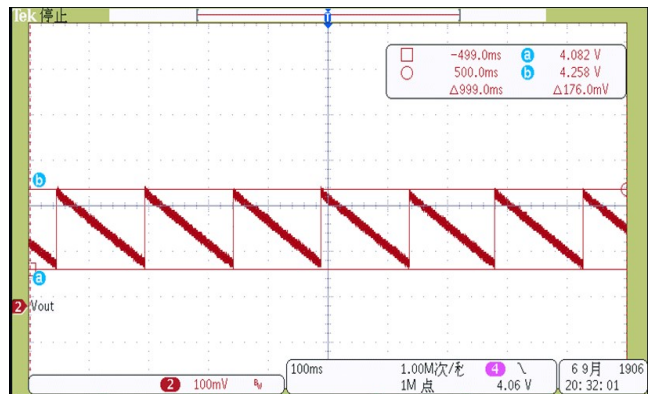 Tek 停止
T
□ -499.0ms a 4.082 V
○ 500.0ms b 4.258 V
△999.0ms △176.0mV
b
a
2 Vout
2 100mV Bw
100ms
1.00M次/秒
1M 点
4 \ 4.06 V
6 9月 1906
20:32:01